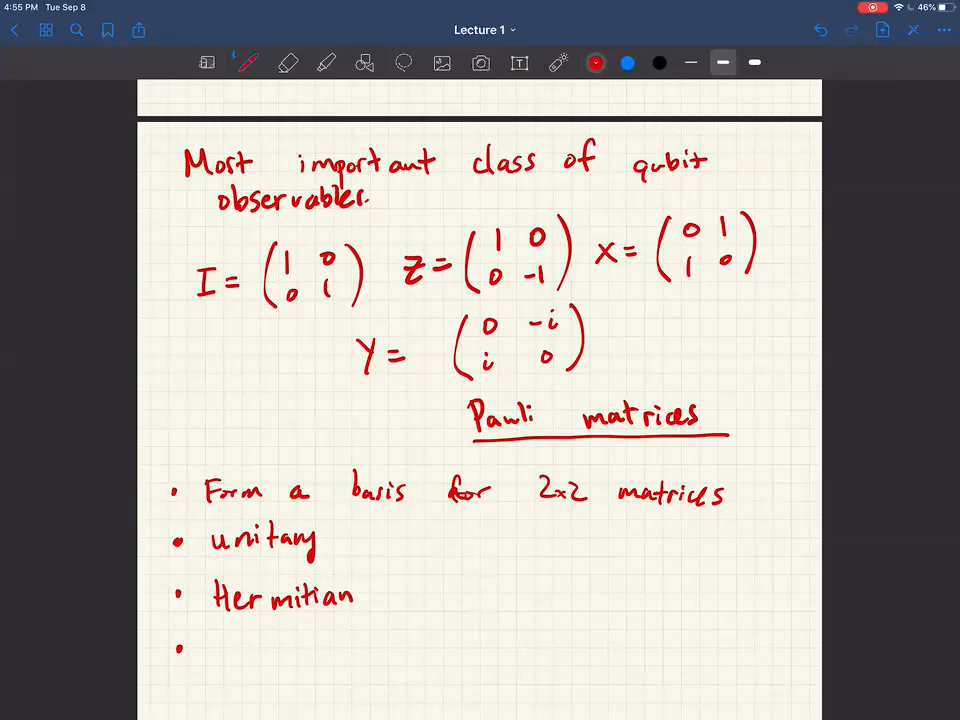 4:55 PM Tue Sep 8
46%
Lecture 1
T
Most important class of qubit
observables.
I = (1 0
0 1)
Z = (1 0
0 -1)
X = (0 1
1 0)
Y = (0 -i
i 0)
Pauli matrices
• Form a basis for 2x2 matrices
• unitary
• Hermitian
•